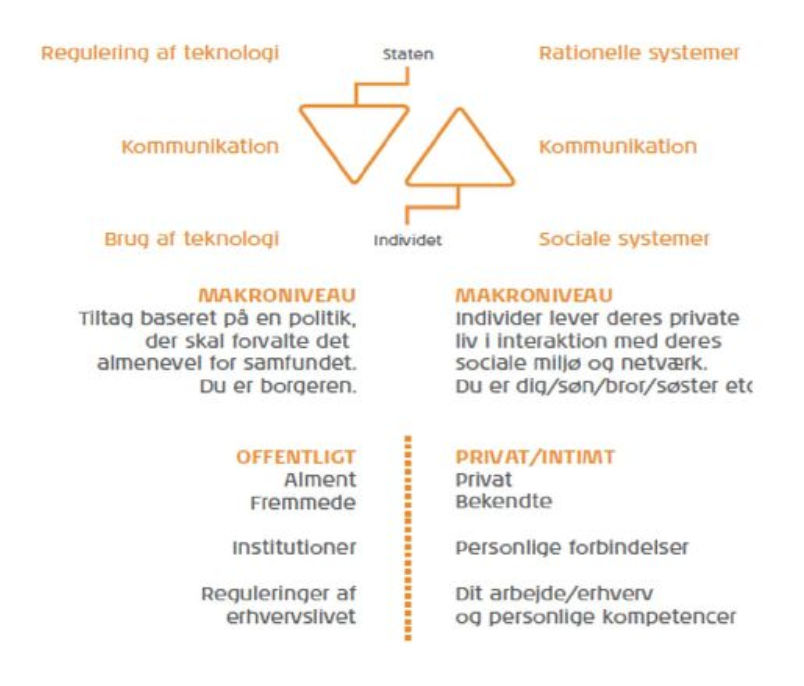 Regulering af teknologi
Staten
Rationelle systemer
Kommunikation
Kommunikation
Brug af teknologi
Individet
Sociale systemer
MAKRONIVEAU
Tiltag baseret på en politik,
der skal forvalte det
almenevel for samfundet.
Du er borgeren.
MAKRONIVEAU
Individer lever deres private
liv i interaktion med deres
sociale miljø og netværk.
Du er dig/søn/bror/søster etc
OFFENTLIGT
Alment
Fremmede
Institutioner
Reguleringer af
erhvervslivet
PRIVAT/INTIMT
Privat
Bekendte
Personlige forbindelser
Dit arbejde/erhverv
og personlige kompetencer